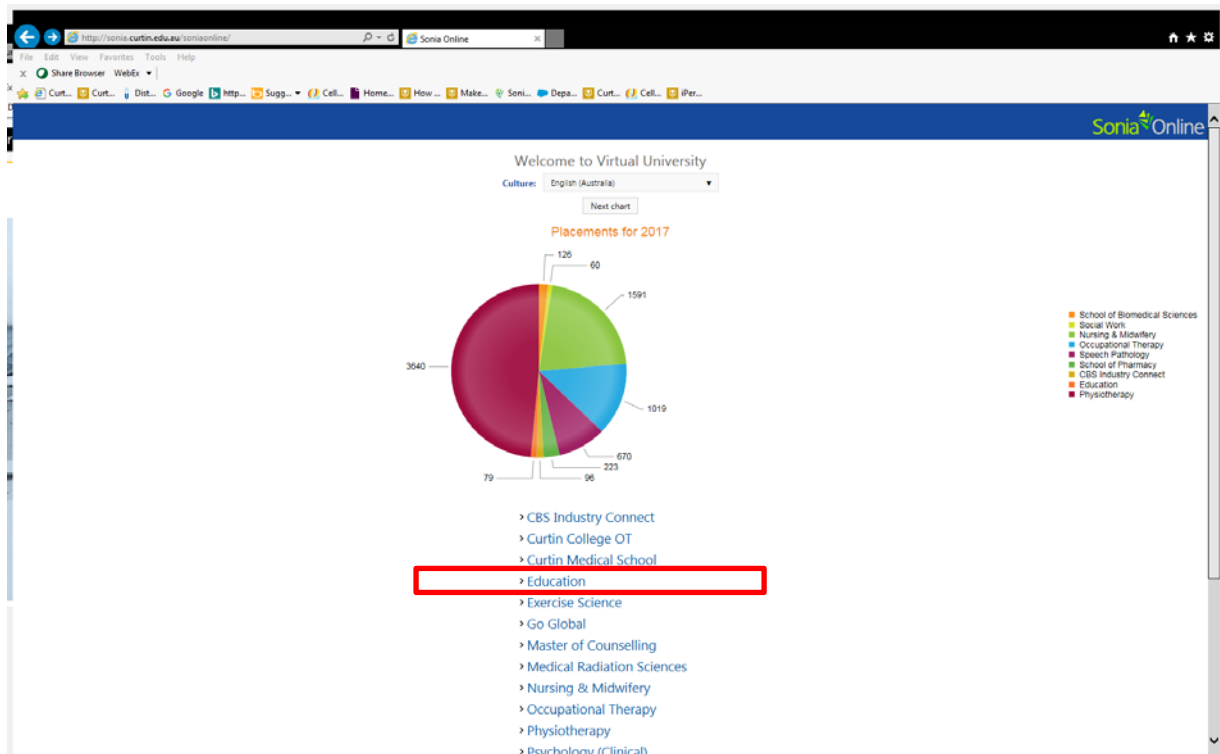 http://sonia.curtin.edu.au/soniaonline/
Sonia Online ×
File Edit View Favorites Tools Help
x Share Browser WebEx ▼
Curt... Curt... Dist... G Google http... Sugg... ▼ Cell... Home... How ... Make... Soni... Depa... Curt... Cell... iPer...
Sonia Online
Welcome to Virtual University
Culture: English (Australia)
Next chart
Placements for 2017
126
60
1591
3640
1019
670
223
79
96
School of Biomedical Sciences
Social Work
Nursing & Midwifery
Occupational Therapy
Speech Pathology
School of Pharmacy
CBS Industry Connect
Education
Physiotherapy
› CBS Industry Connect
› Curtin College OT
› Curtin Medical School
› Education
› Exercise Science
› Go Global
› Master of Counselling
› Medical Radiation Sciences
› Nursing & Midwifery
› Occupational Therapy
› Physiotherapy
› Psychology (Clinical)